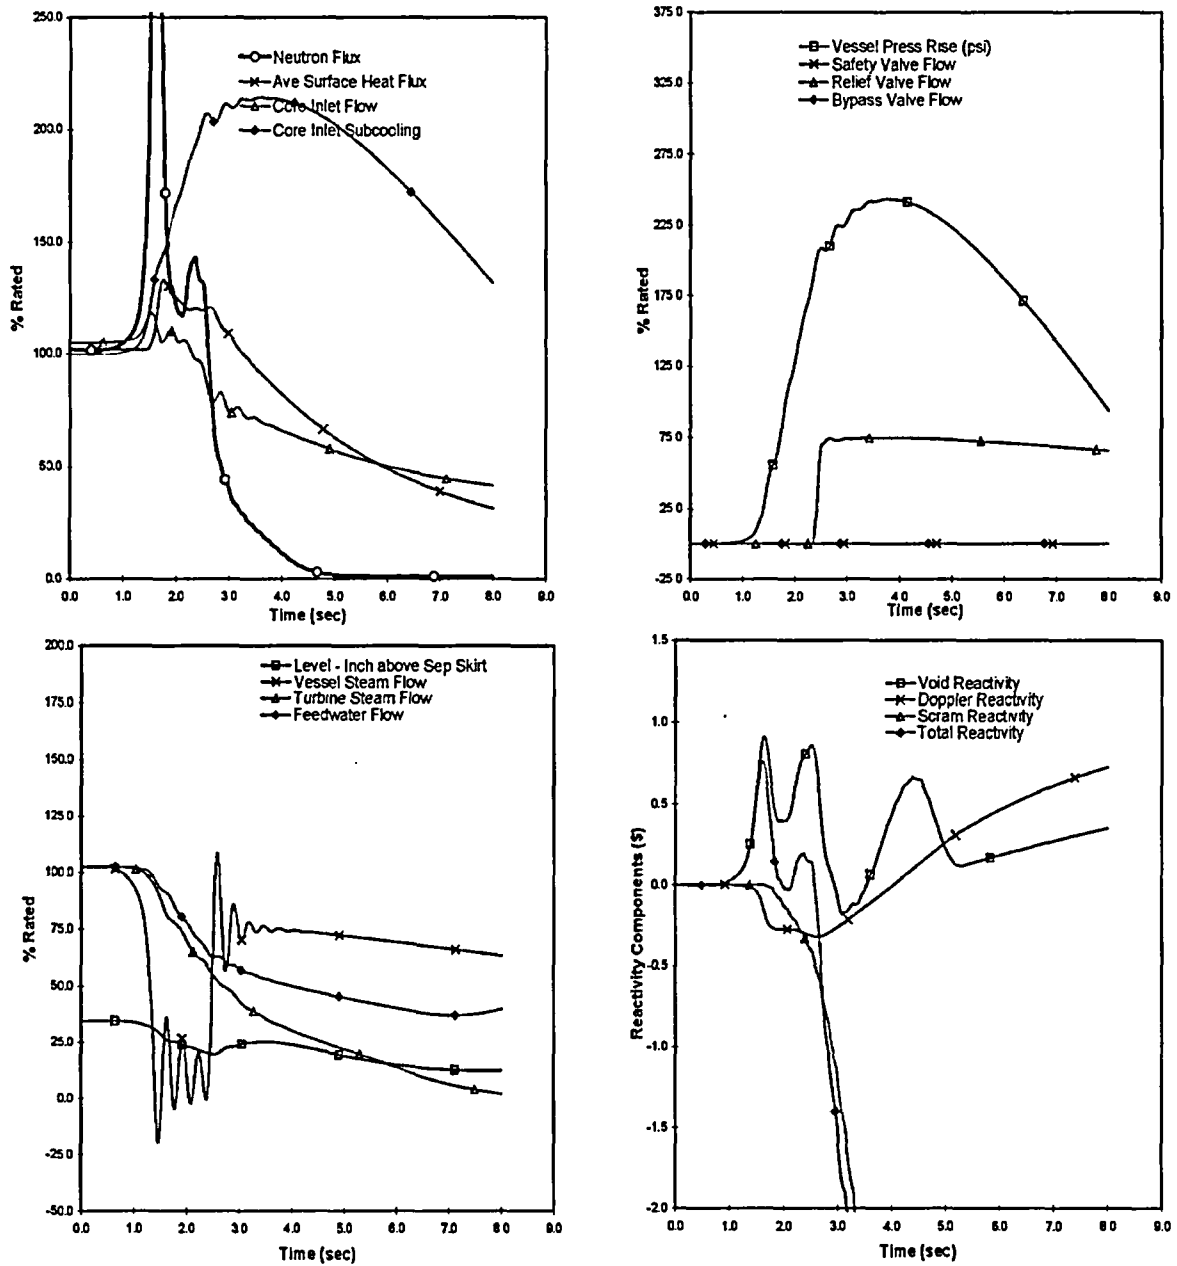 250.0
200.0
150.0
100.0
50.0
0.0
% Rated
Neutron Flux
Ave Surface Heat Flux
Core Inlet Flow
Core Inlet Subcooling
0.0 1.0 2.0 3.0 4.0 5.0 6.0 7.0 8.0 9.0
Time (sec)
375.0
325.0
275.0
225.0
175.0
125.0
75.0
25.0
-25.0
% Rated
Vessel Press Rise (psi)
Safety Valve Flow
Relief Valve Flow
Bypass Valve Flow
0.0 1.0 2.0 3.0 4.0 5.0 6.0 7.0 8.0 9.0
Time (sec)
200.0
175.0
150.0
125.0
100.0
75.0
50.0
25.0
0.0
-25.0
-50.0
% Rated
Level - Inch above Sep Skirt
Vessel Steam Flow
Turbine Steam Flow
Feedwater Flow
0.0 1.0 2.0 3.0 4.0 5.0 6.0 7.0 8.0 9.0
Time (sec)
1.5
1.0
0.5
0.0
-0.5
-1.0
-1.5
-2.0
Reactivity Components ($)
Void Reactivity
Doppler Reactivity
Scram Reactivity
Total Reactivity
0.0 1.0 2.0 3.0 4.0 5.0 6.0 7.0 8.0 9.0
Time (sec)